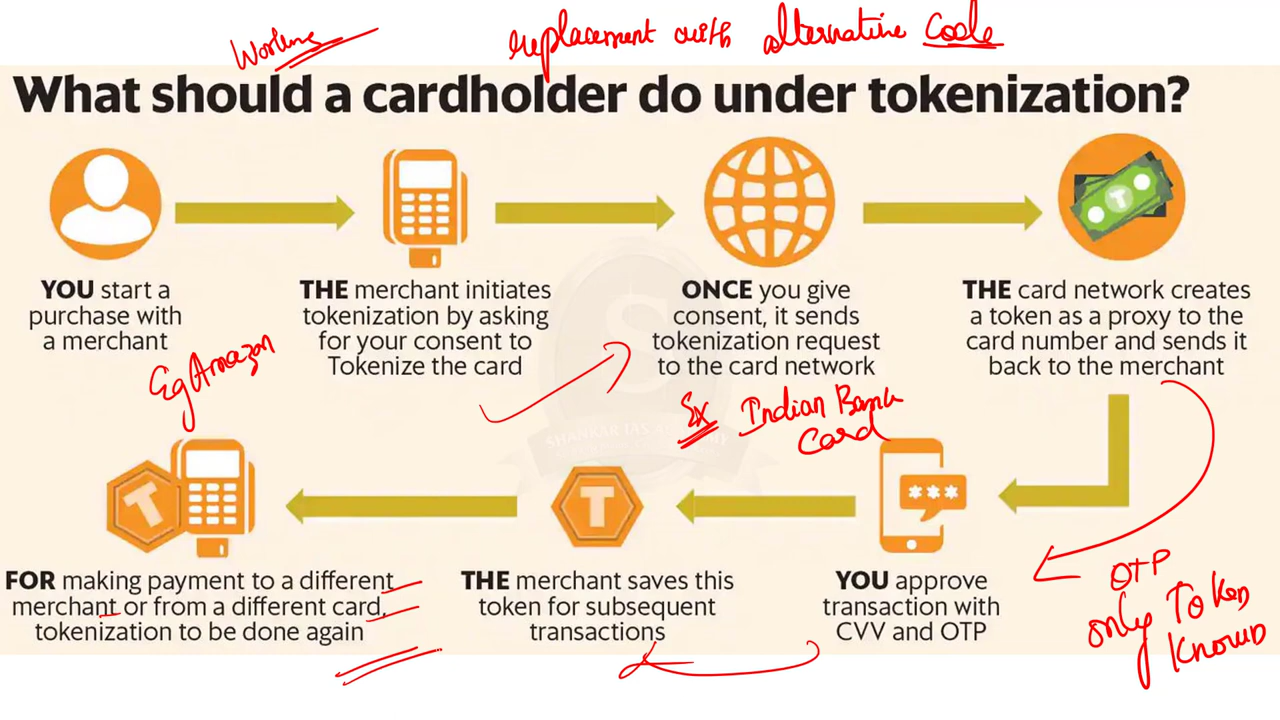 Working
replacement with alternative Code
What should a cardholder do under tokenization?
YOU start a
purchase with
a merchant
THE merchant initiates
tokenization by asking
for your consent to
Tokenize the card
ONCE you give
consent, it sends
tokenization request
to the card network
THE card network creates
a token as a proxy to the
card number and sends it
back to the merchant
Eg Amazon
Ex Indian Bank
Card
SHANKAR IAS ACADEMY
T
T
T
***
FOR making payment to a different
merchant or from a different card,
tokenization to be done again
THE merchant saves this
token for subsequent
transactions
YOU approve
transaction with
CVV and OTP
OTP
only Token
Known